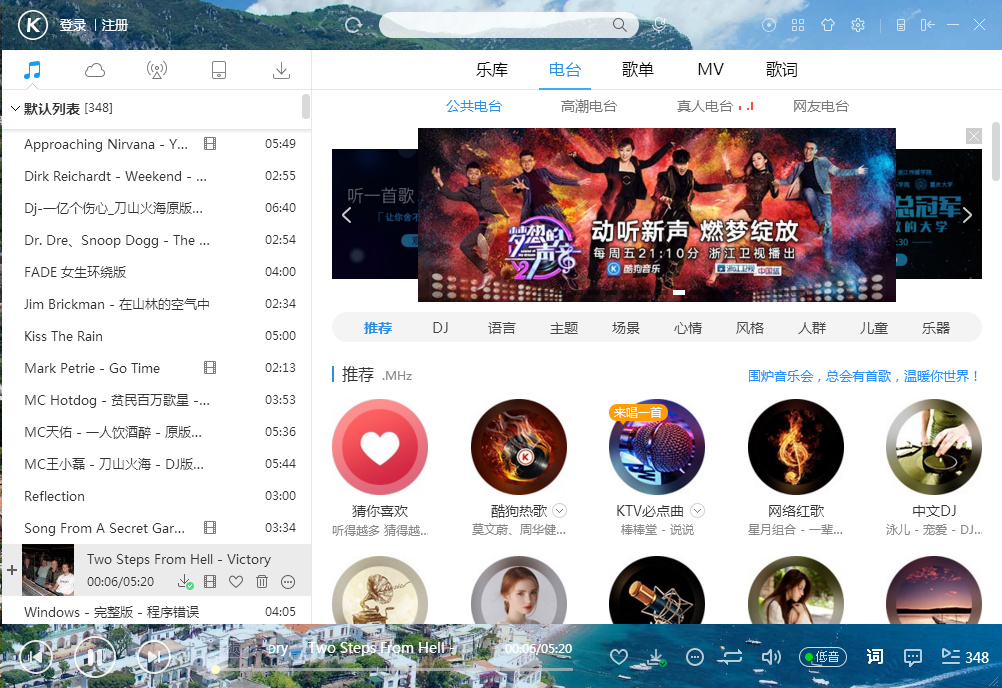 登录 | 注册
乐库 电台 歌单 MV 歌词
公共电台 高潮电台 真人电台 网友电台
默认列表 [348]
Approaching Nirvana - Y... 05:49
Dirk Reichardt - Weekend - ... 02:55
Dj-一亿个伤心_刀山火海原版... 06:40
Dr. Dre、Snoop Dogg - The ... 02:54
FADE 女生环绕版 04:00
Jim Brickman - 在山林的空气中 02:34
Kiss The Rain 05:00
Mark Petrie - Go Time 02:13
MC Hotdog - 贫民百万歌星 -... 03:53
MC天佑 - 一人饮酒醉 - 原版... 05:36
MC王小磊 - 刀山火海 - DJ版... 05:44
Reflection 03:00
Song From A Secret Gar... 03:34
Two Steps From Hell - Victory
00:06/05:20
Windows - 完整版 - 程序错误 04:05
听一首歌
「让你舍不
梦想的声音2
动听新声 燃梦绽放
每周五21:10分 浙江卫视播出
酷狗音乐 浙江卫视 中国蓝
总冠军
的大学
:30
推荐 DJ 语言 主题 场景 心情 风格 人群 儿童 乐器
推荐 .MHz
围炉音乐会，总会有首歌，温暖你世界！
来唱一首
猜你喜欢 酷狗热歌 KTV必点曲 网络红歌 中文DJ
听得越多 猜得越... 莫文蔚、周华健... 棒棒堂 - 说说 星月组合 - 一辈... 泳儿 - 宠爱 - DJ...
ory Two Steps From Hell - 00:06/05:20
低音 词 348